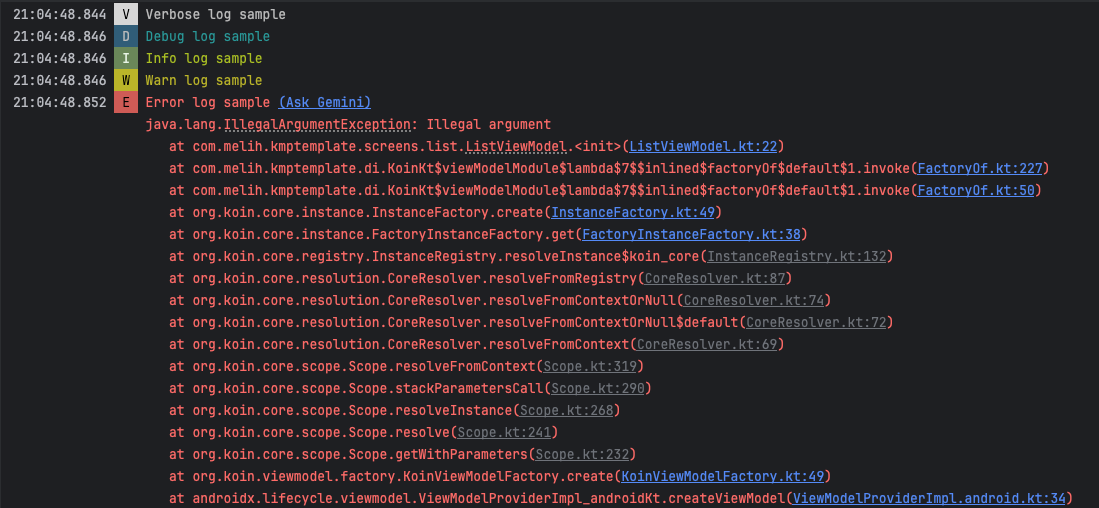 21:04:48.844 V Verbose log sample
21:04:48.846 D Debug log sample
21:04:48.846 I Info log sample
21:04:48.846 W Warn log sample
21:04:48.852 E Error log sample (Ask Gemini)
java.lang.IllegalArgumentException: Illegal argument
at com.melih.kmptemplate.screens.list.ListViewModel.<init>(ListViewModel.kt:22)
at com.melih.kmptemplate.di.KoinKt$viewModelModule$lambda$7$$inlined$factoryOf$default$1.invoke(FactoryOf.kt:227)
at com.melih.kmptemplate.di.KoinKt$viewModelModule$lambda$7$$inlined$factoryOf$default$1.invoke(FactoryOf.kt:50)
at org.koin.core.instance.InstanceFactory.create(InstanceFactory.kt:49)
at org.koin.core.instance.FactoryInstanceFactory.get(FactoryInstanceFactory.kt:38)
at org.koin.core.registry.InstanceRegistry.resolveInstance$koin_core(InstanceRegistry.kt:132)
at org.koin.core.resolution.CoreResolver.resolveFromRegistry(CoreResolver.kt:87)
at org.koin.core.resolution.CoreResolver.resolveFromContextOrNull(CoreResolver.kt:74)
at org.koin.core.resolution.CoreResolver.resolveFromContextOrNull$default(CoreResolver.kt:72)
at org.koin.core.resolution.CoreResolver.resolveFromContext(CoreResolver.kt:69)
at org.koin.core.scope.Scope.resolveFromContext(Scope.kt:319)
at org.koin.core.scope.Scope.stackParametersCall(Scope.kt:290)
at org.koin.core.scope.Scope.resolveInstance(Scope.kt:268)
at org.koin.core.scope.Scope.resolve(Scope.kt:241)
at org.koin.core.scope.Scope.getWithParameters(Scope.kt:232)
at org.koin.viewmodel.factory.KoinViewModelFactory.create(KoinViewModelFactory.kt:49)
at androidx.lifecycle.viewmodel.ViewModelProviderImpl_androidKt.createViewModel(ViewModelProviderImpl.android.kt:34)